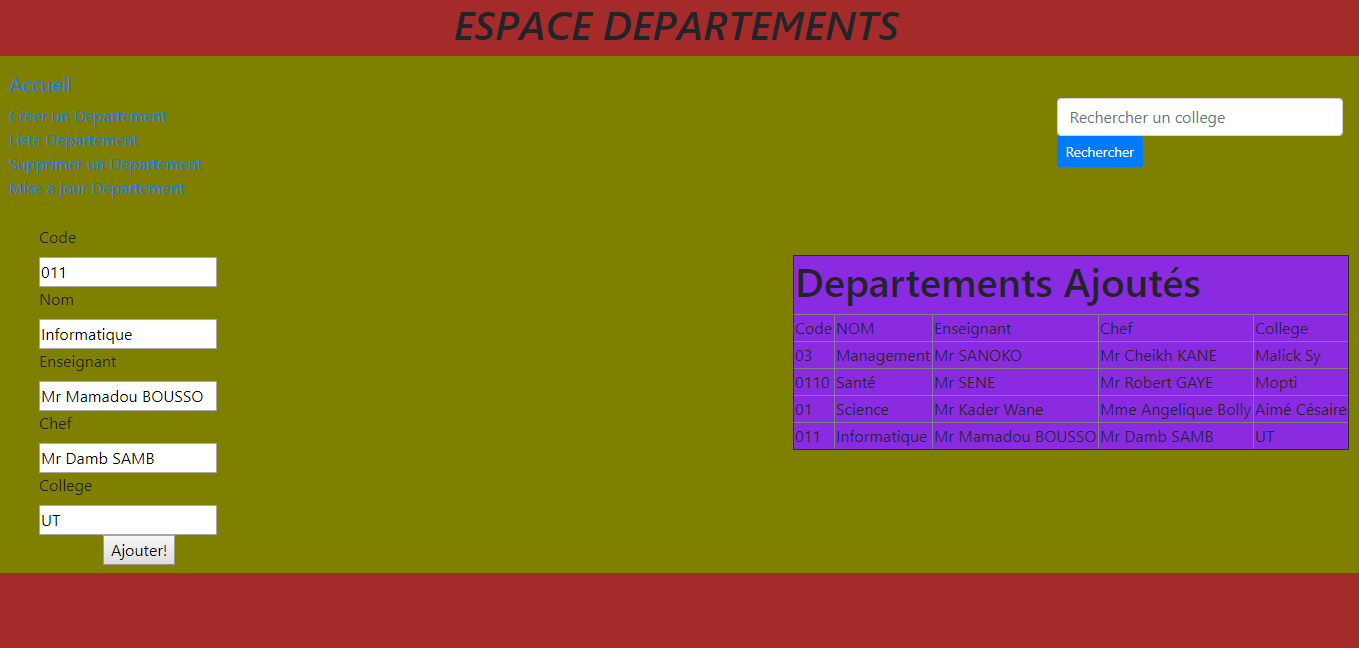 ESPACE DEPARTEMENTS
Accueil
Creer un Departement
Liste Departement
Supprimer un Departement
Mise a jour Departement
Rechercher un college
Rechercher
Code
011
Nom
Informatique
Enseignant
Mr Mamadou BOUSSO
Chef
Mr Damb SAMB
College
UT
Ajouter!
Departements Ajoutés
Code NOM Enseignant Chef College
03 Management Mr SANOKO Mr Cheikh KANE Malick Sy
0110 Santé Mr SENE Mr Robert GAYE Mopti
01 Science Mr Kader Wane Mme Angelique Bolly Aimé Césaire
011 Informatique Mr Mamadou BOUSSO Mr Damb SAMB UT